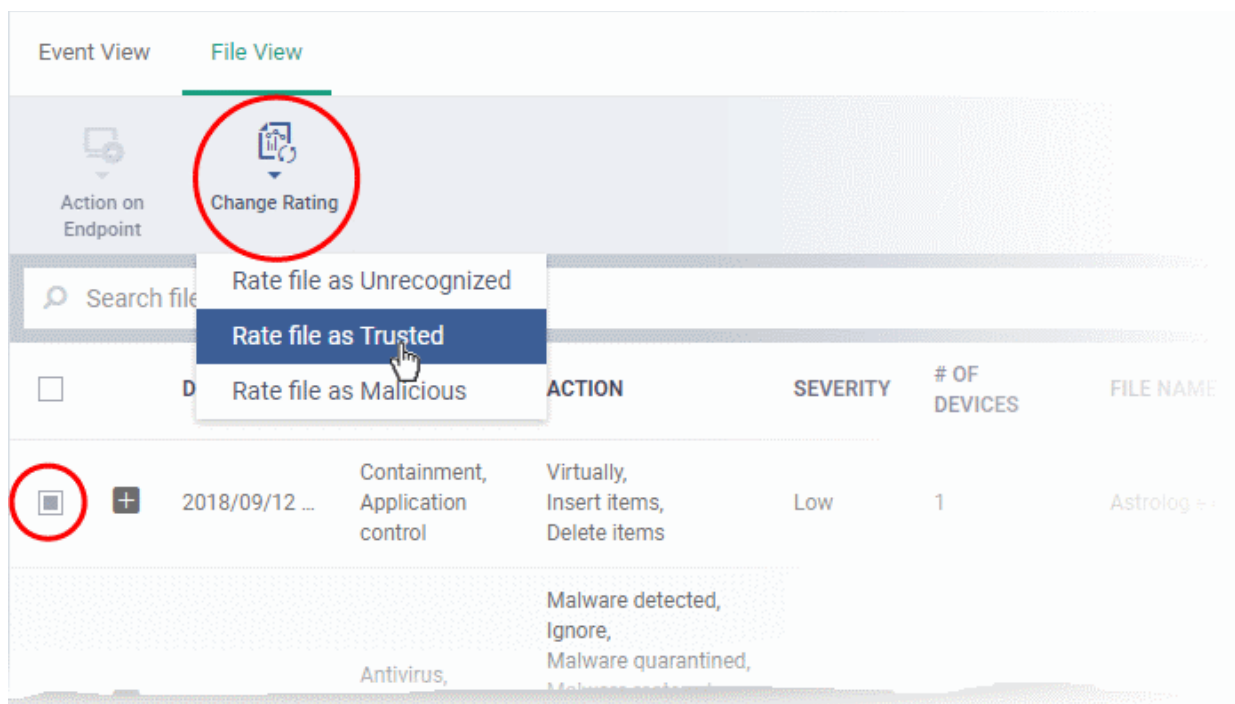 Event View File View
Action on
Endpoint
Change Rating
Rate file as Unrecognized
Rate file as Trusted
Rate file as Malicious
Search file
D ACTION SEVERITY # OF
DEVICES
FILE NAME
2018/09/12 ...
Containment,
Application
control
Virtually,
Insert items,
Delete items
Low 1 Astrolog
Antivirus,
Malware detected,
Ignore,
Malware quarantined,